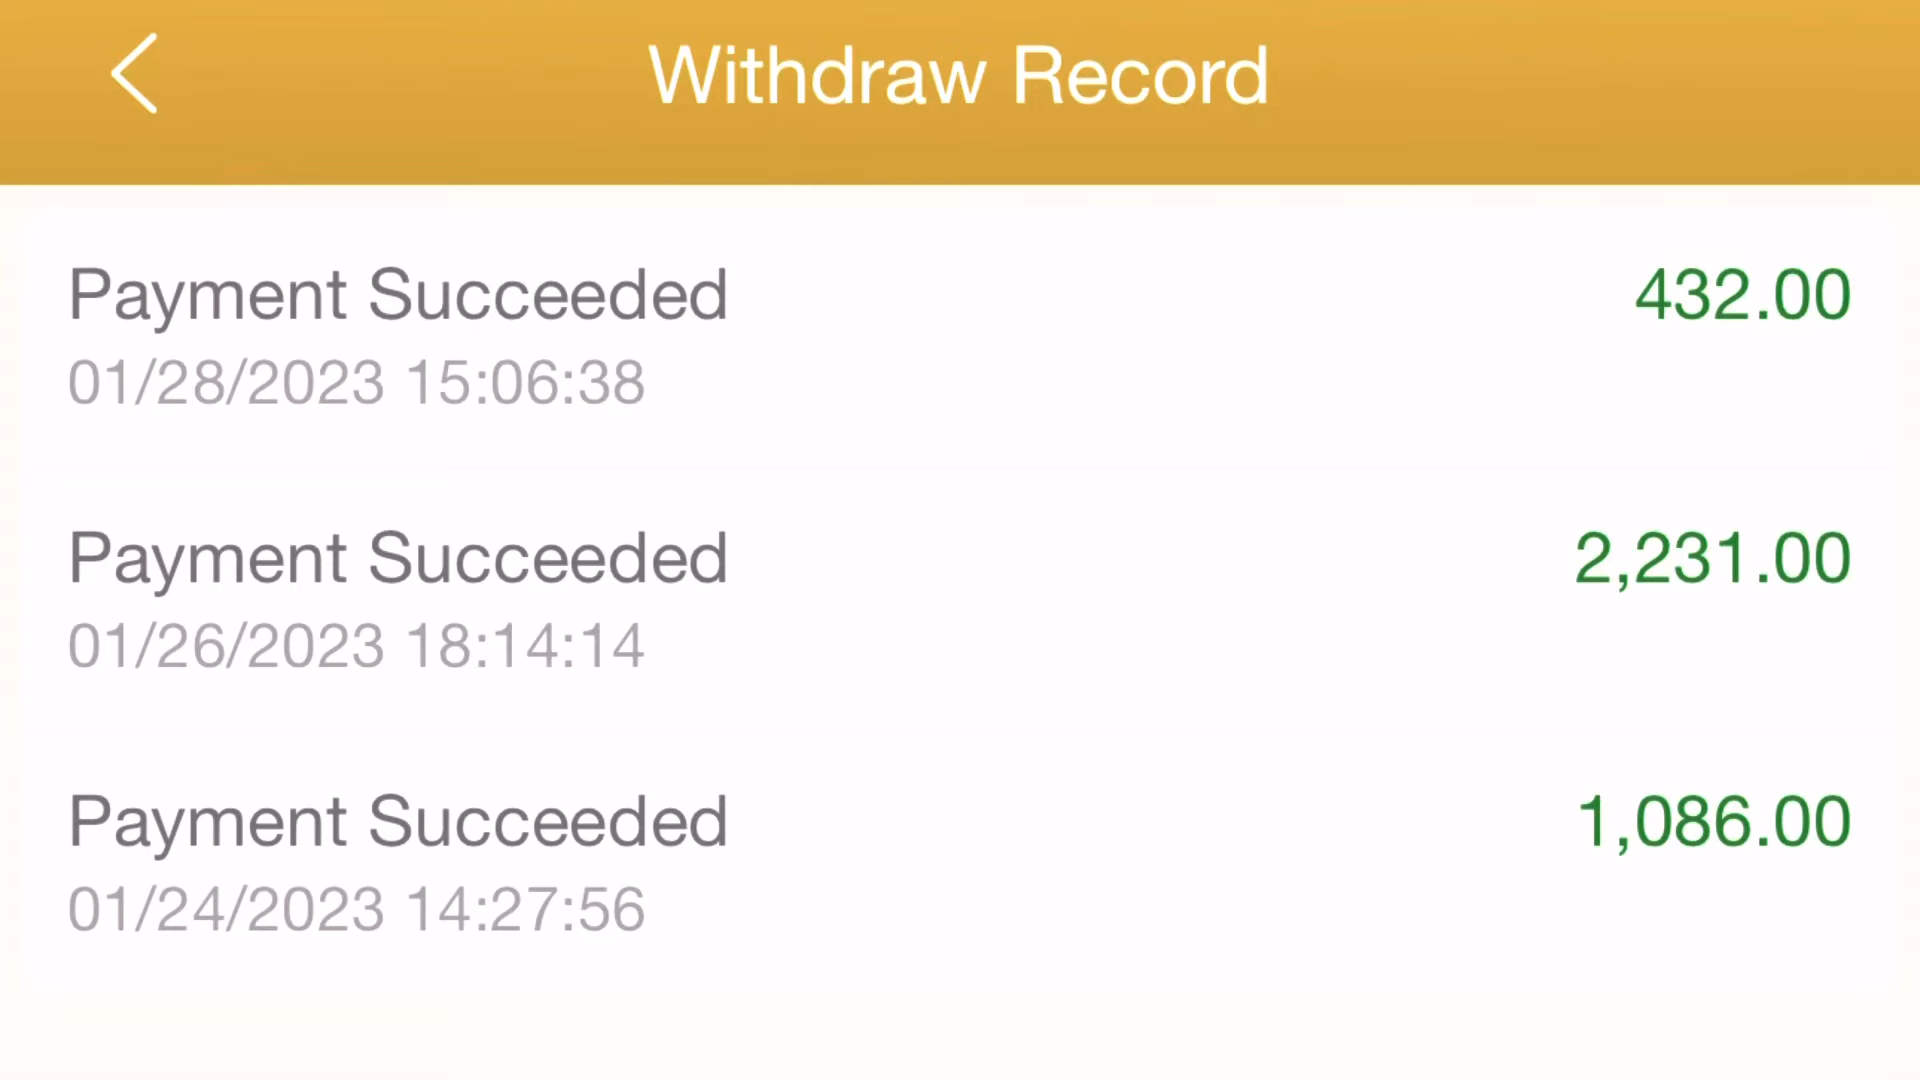 Withdraw Record
Payment Succeeded 432.00
01/28/2023 15:06:38
Payment Succeeded 2,231.00
01/26/2023 18:14:14
Payment Succeeded 1,086.00
01/24/2023 14:27:56